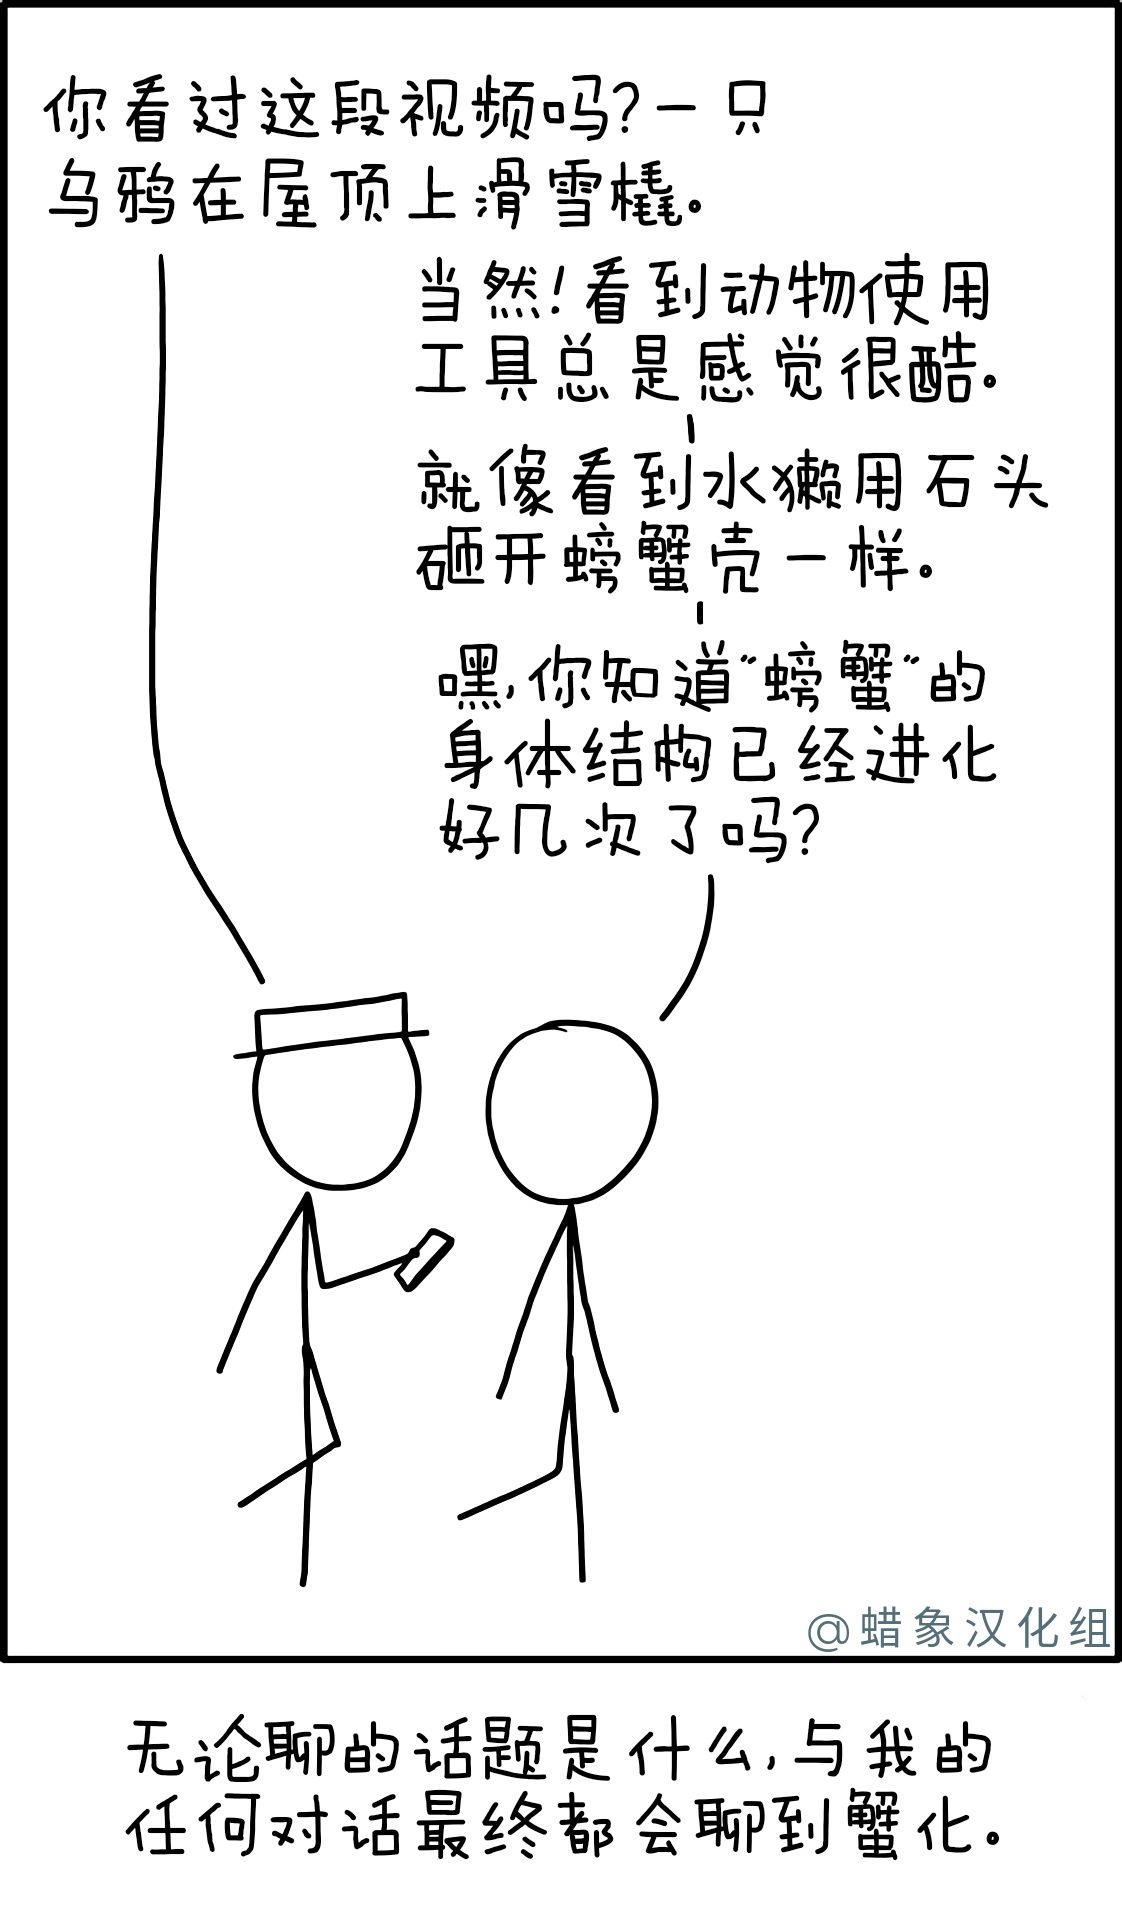 你看过这段视频吗?一只
乌鸦在屋顶上滑雪橇。
当然!看到动物使用
工具总是感觉很酷。
就像看到水獭用石头
砸开螃蟹壳一样。
嘿,你知道"螃蟹"的
身体结构已经进化
好几次了吗?
@蜡象汉化组
无论聊的话题是什么,与我的
任何对话最终都会聊到蟹化。